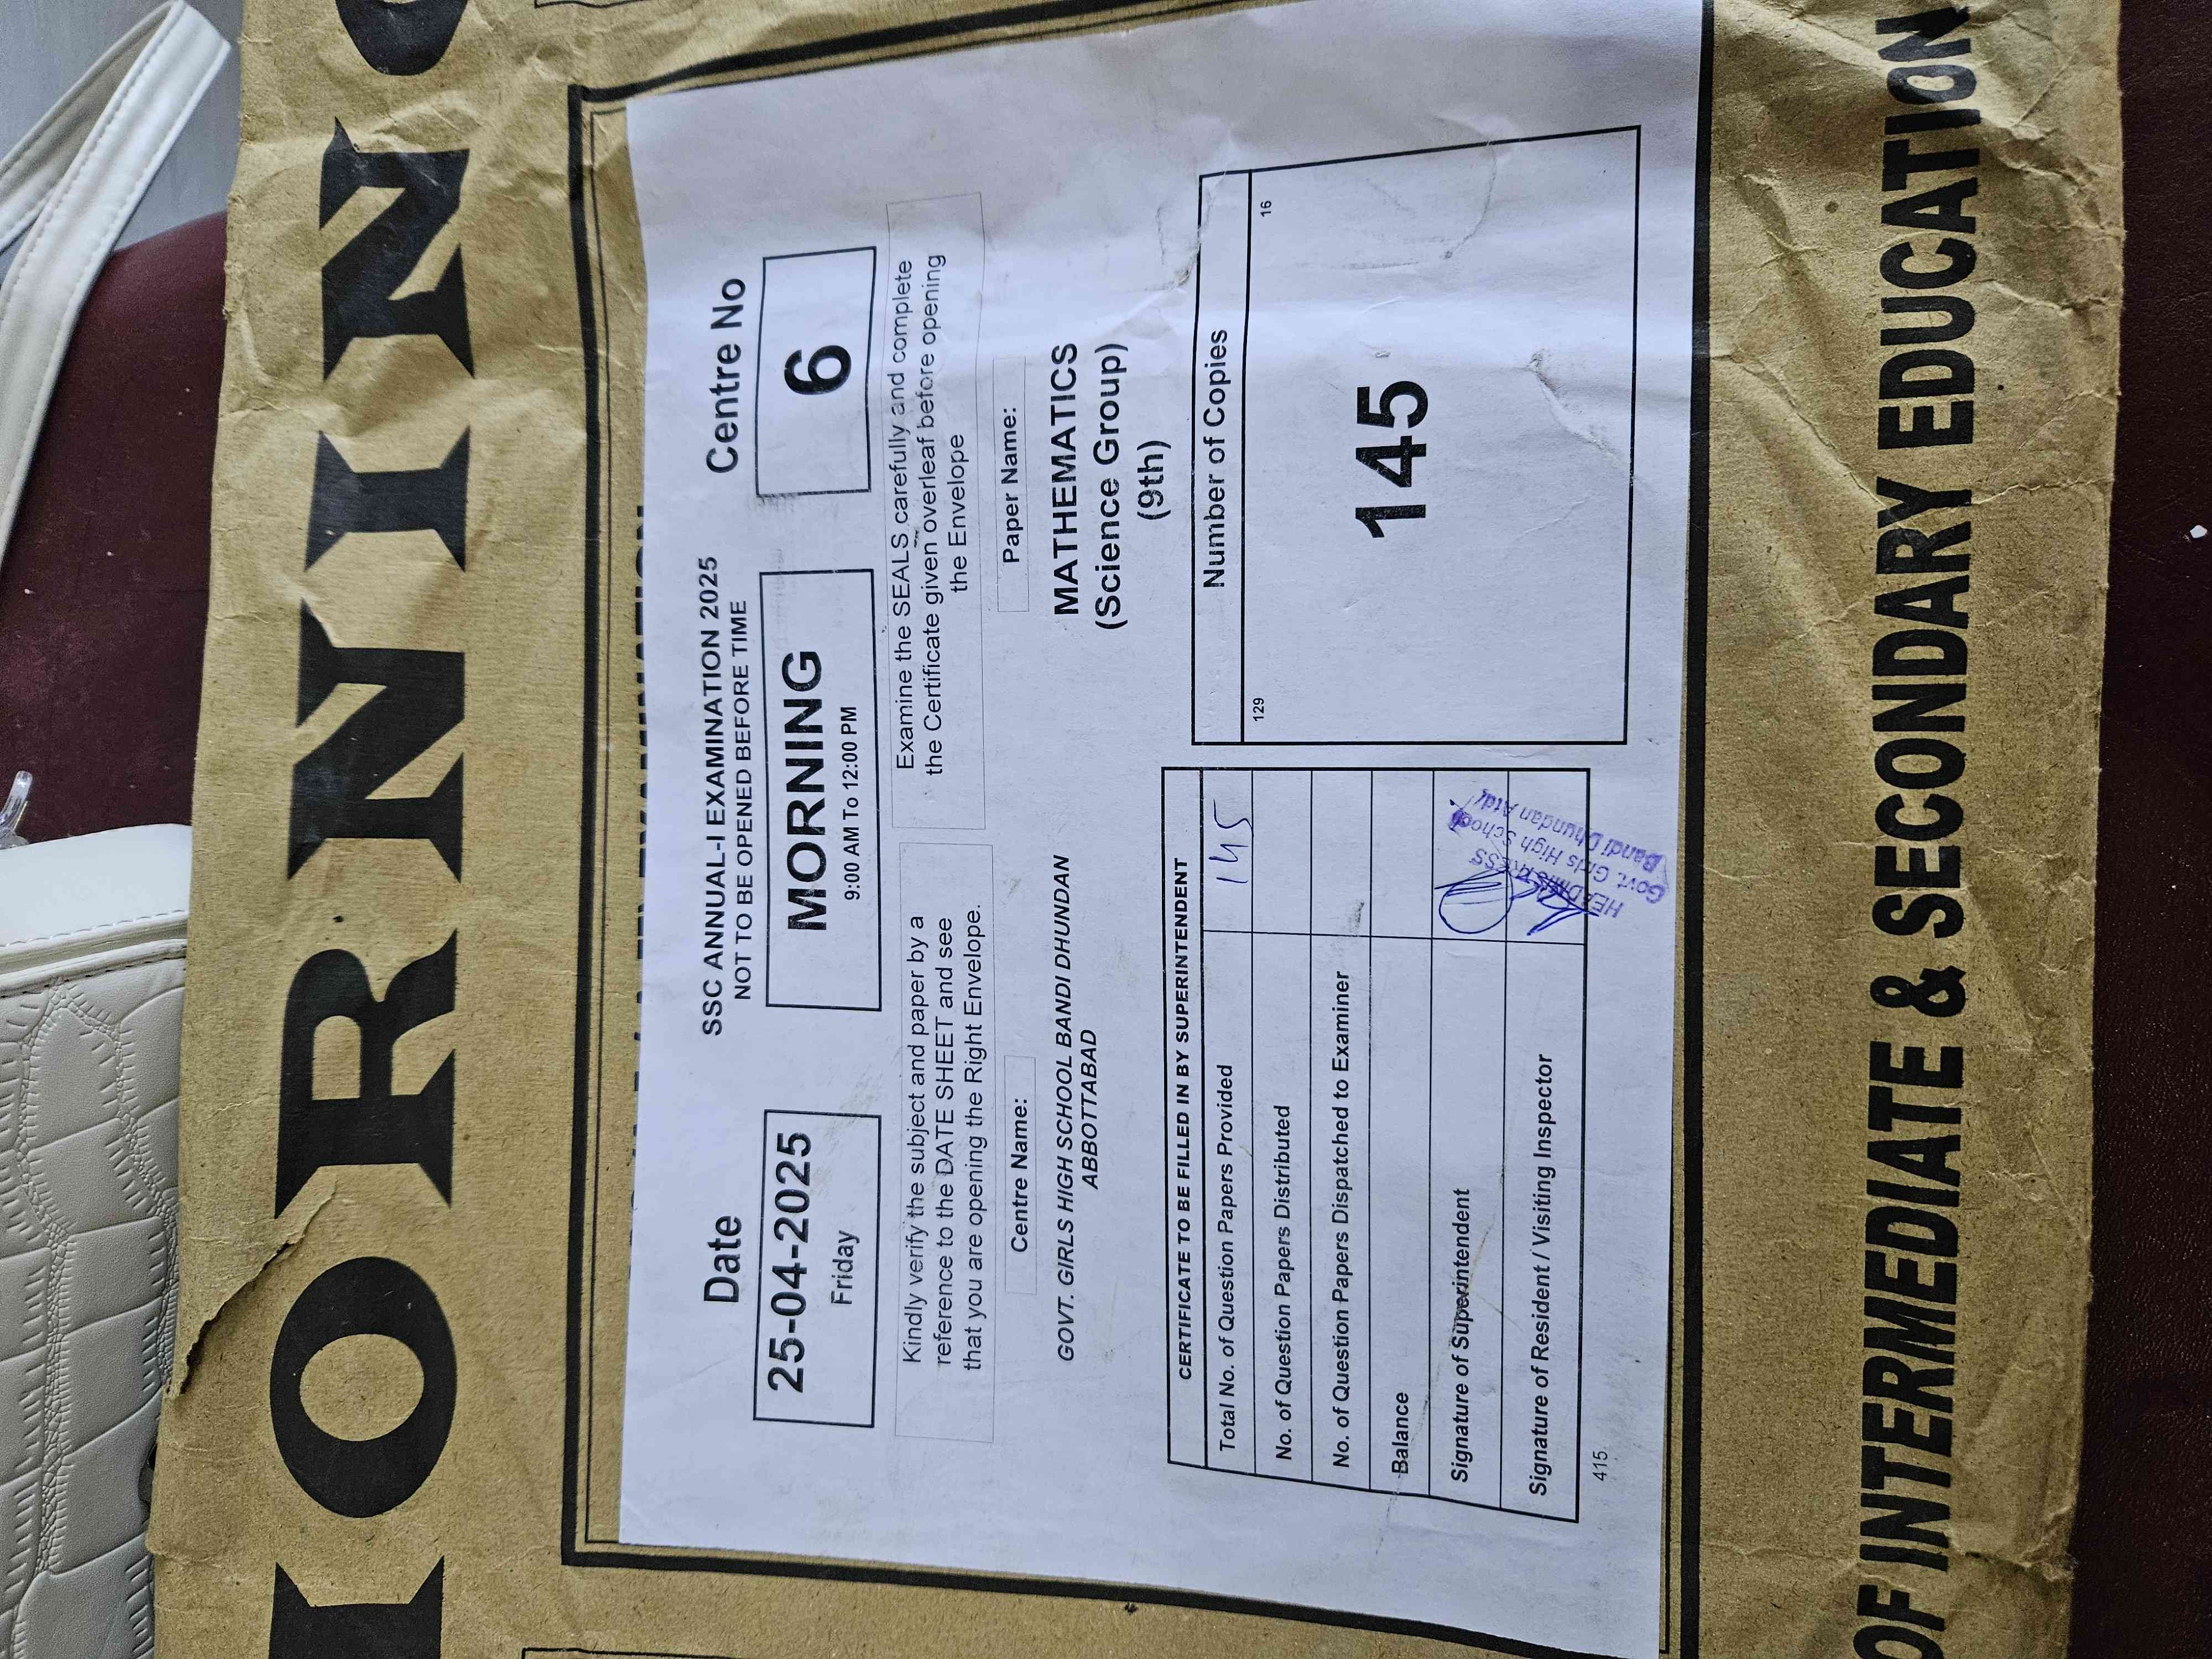 ORNIN
SSC ANNUAL-I EXAMINATION 2025
NOT TO BE OPENED BEFORE TIME
Date
25-04-2025
Friday
MORNING
9:00 AM To 12:00 PM
Centre No
6
Kindly verify the subject and paper by a
reference to the DATE SHEET and see
that you are opening the Right Envelope.
Examine the SEALS carefully and complete
the Certificate given overleaf before opening
the Envelope
Centre Name:
GOVT. GIRLS HIGH SCHOOL BANDI DHUNDAN
ABBOTTABAD
Paper Name:
MATHEMATICS
(Science Group)
(9th)
CERTIFICATE TO BE FILLED IN BY SUPERINTENDENT
Total No. of Question Papers Provided 145
No. of Question Papers Distributed
No. of Question Papers Dispatched to Examiner
Balance
Signature of Superintendent
Signature of Resident / Visiting Inspector
415
Number of Copies
129 16
145
HEADMISTRESS
Govt. Girls High School
Bandi Dhundan Atd/
OF INTERMEDIATE & SECONDARY EDUCATION